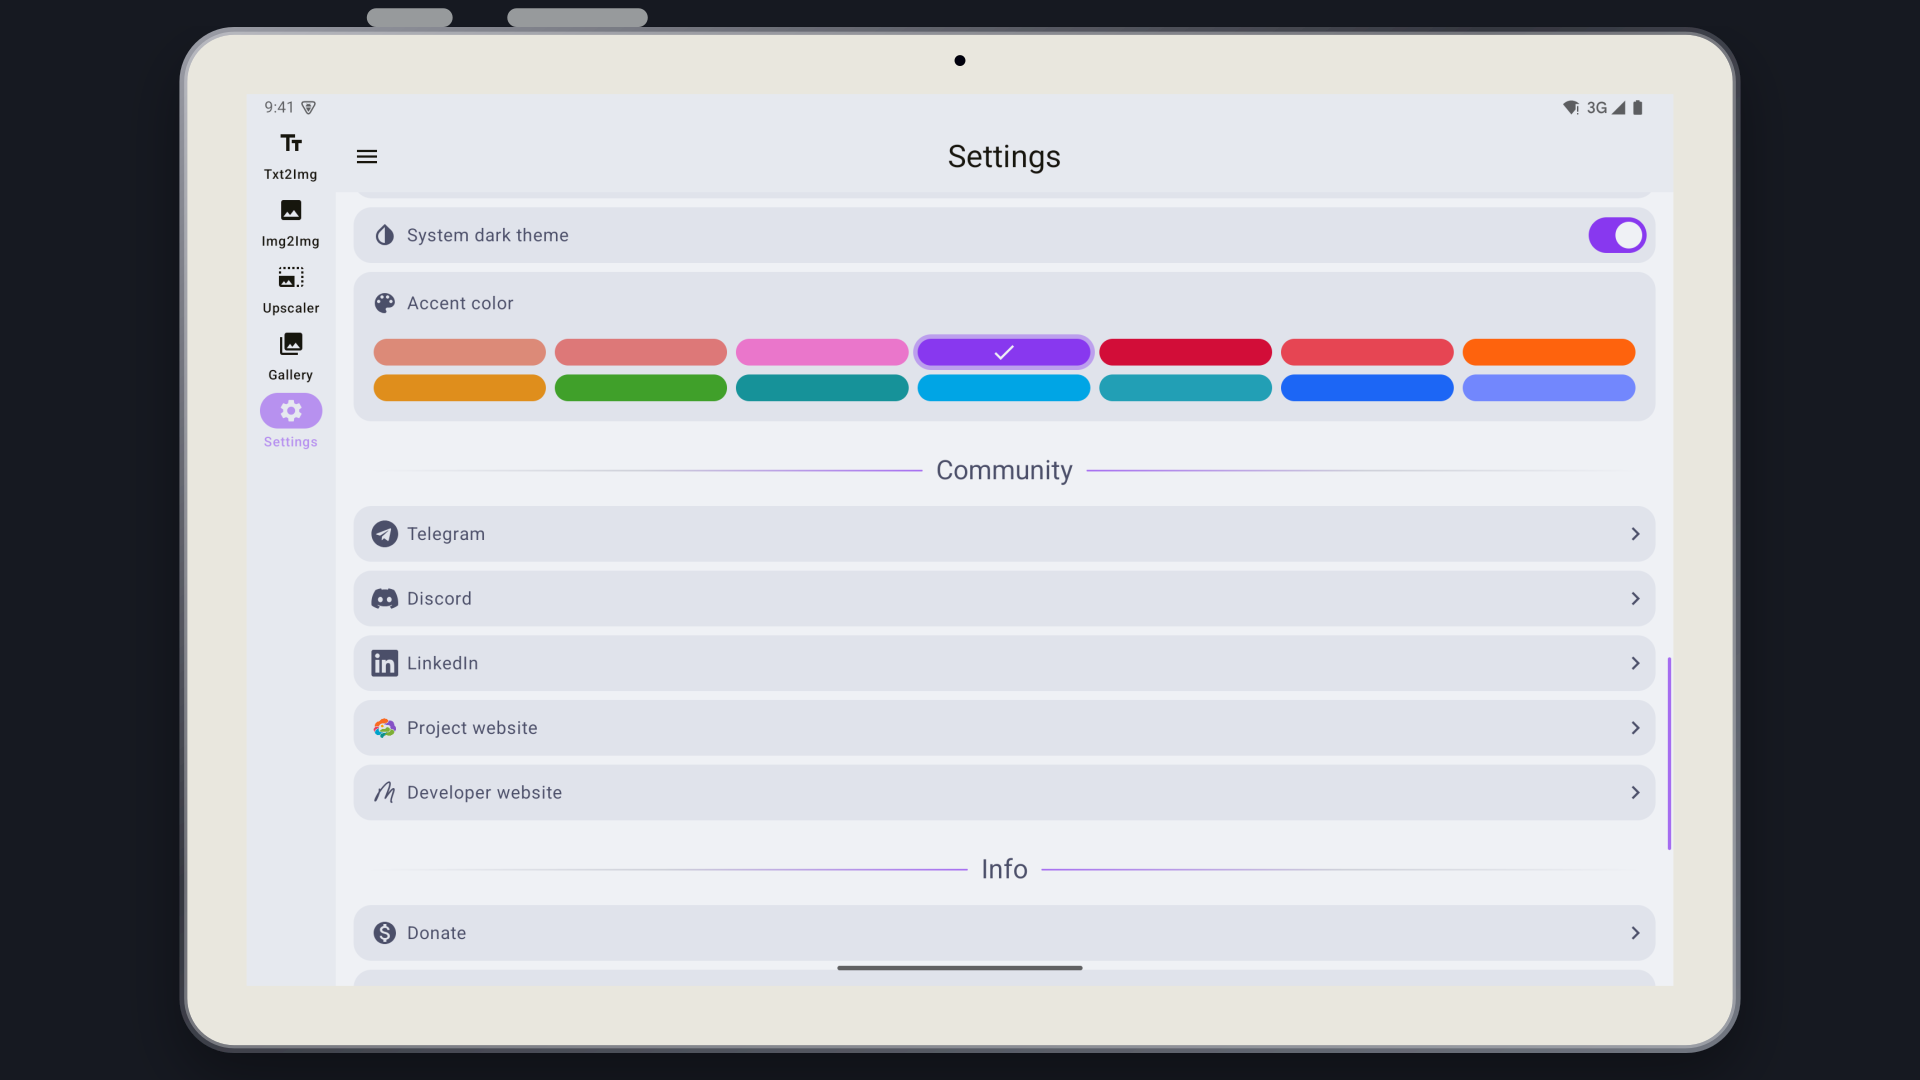 9:41
3G
Txt2Img
Img2Img
Upscaler
Gallery
Settings
Settings
System dark theme
Accent color
Community
Telegram
Discord
LinkedIn
Project website
Developer website
Info
Donate